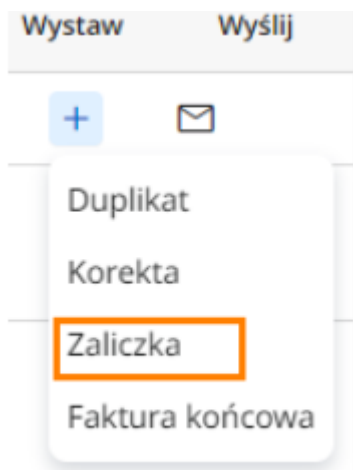 Wystaw Wyślij
Duplikat
Korekta
Zaliczka
Faktura końcowa